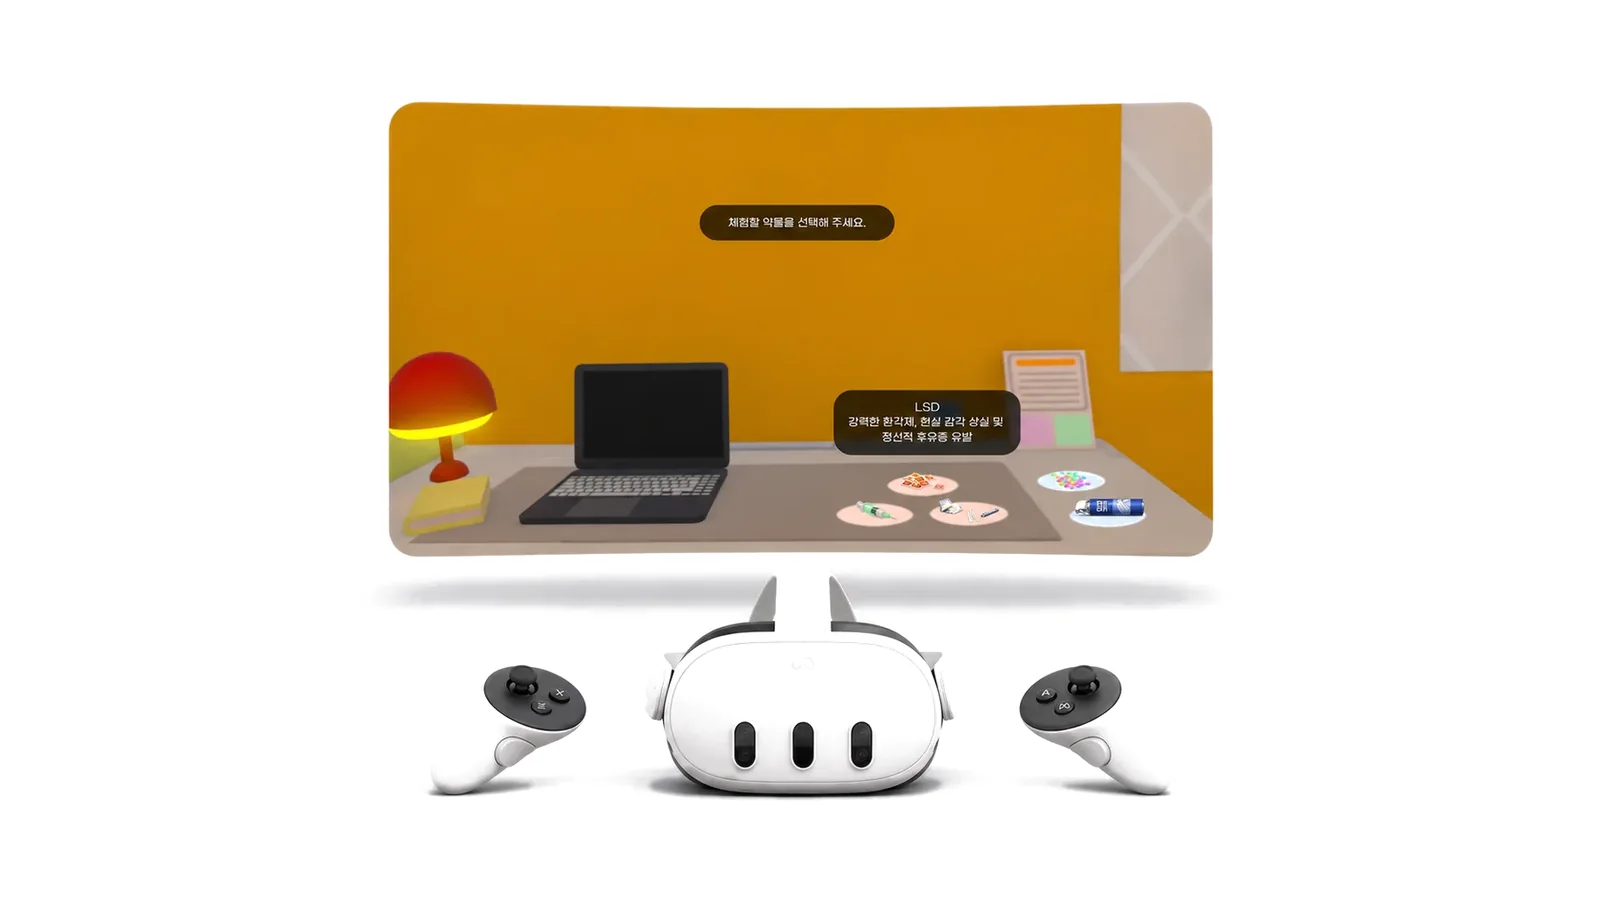 체험할 약물을 선택해 주세요.
LSD
강력한 환각제, 현실 감각 상실 및
정선적 후유증 유발
X
A